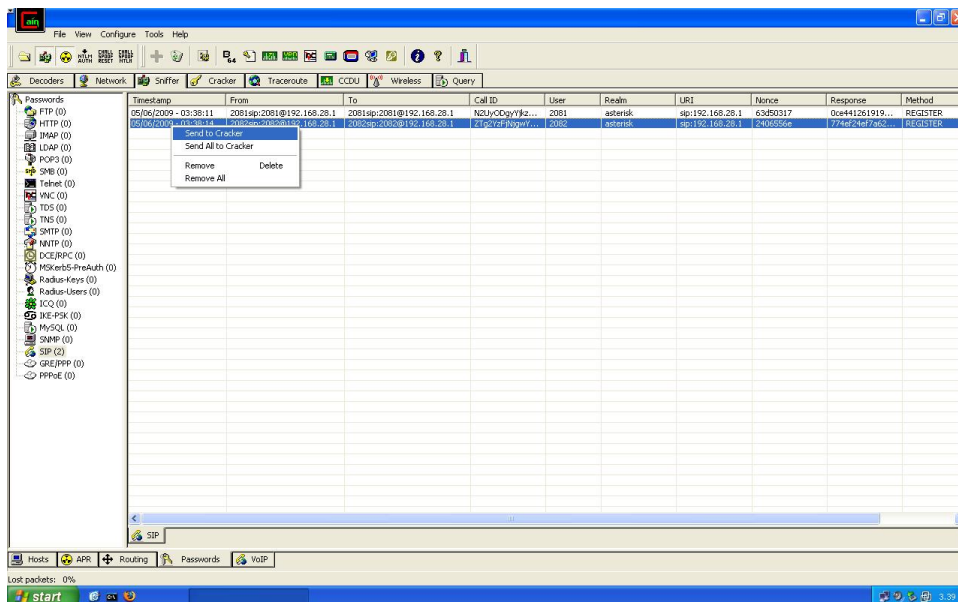 Cain
File View Configure Tools Help
Decoders Network Sniffer Cracker Traceroute CCDU Wireless Query
Passwords
FTP (0)
HTTP (0)
IMAP (0)
LDAP (0)
POP3 (0)
SMB (0)
Telnet (0)
VNC (0)
TDS (0)
TNS (0)
SMTP (0)
NNTP (0)
DCE/RPC (0)
MSKerb5-PreAuth (0)
Radius-Keys (0)
Radius-Users (0)
ICQ (0)
IKE-PSK (0)
MySQL (0)
SNMP (0)
SIP (2)
GRE/PPP (0)
PPPoE (0)
Timestamp From To Call ID User Realm URI Nonce Response Method
05/06/2009 - 03:38:11 2081sip:2081@192.168.28.1 2081sip:2081@192.168.28.1 N2UyODgyYjkz... 2081 asterisk sip:192.168.28.1 63d50317 0ce441261919... REGISTER
05/06/2009 - 03:38:14 2082sip:2082@192.168.28.1 2082sip:2082@192.168.28.1 ZTg2YzFjNggwY... 2082 asterisk sip:192.168.28.1 2406556e 774ef24ef7a62... REGISTER
Send to Cracker
Send All to Cracker
Remove Delete
Remove All
SIP
Hosts APR Routing Passwords VoIP
Lost packets: 0%
start 3.39